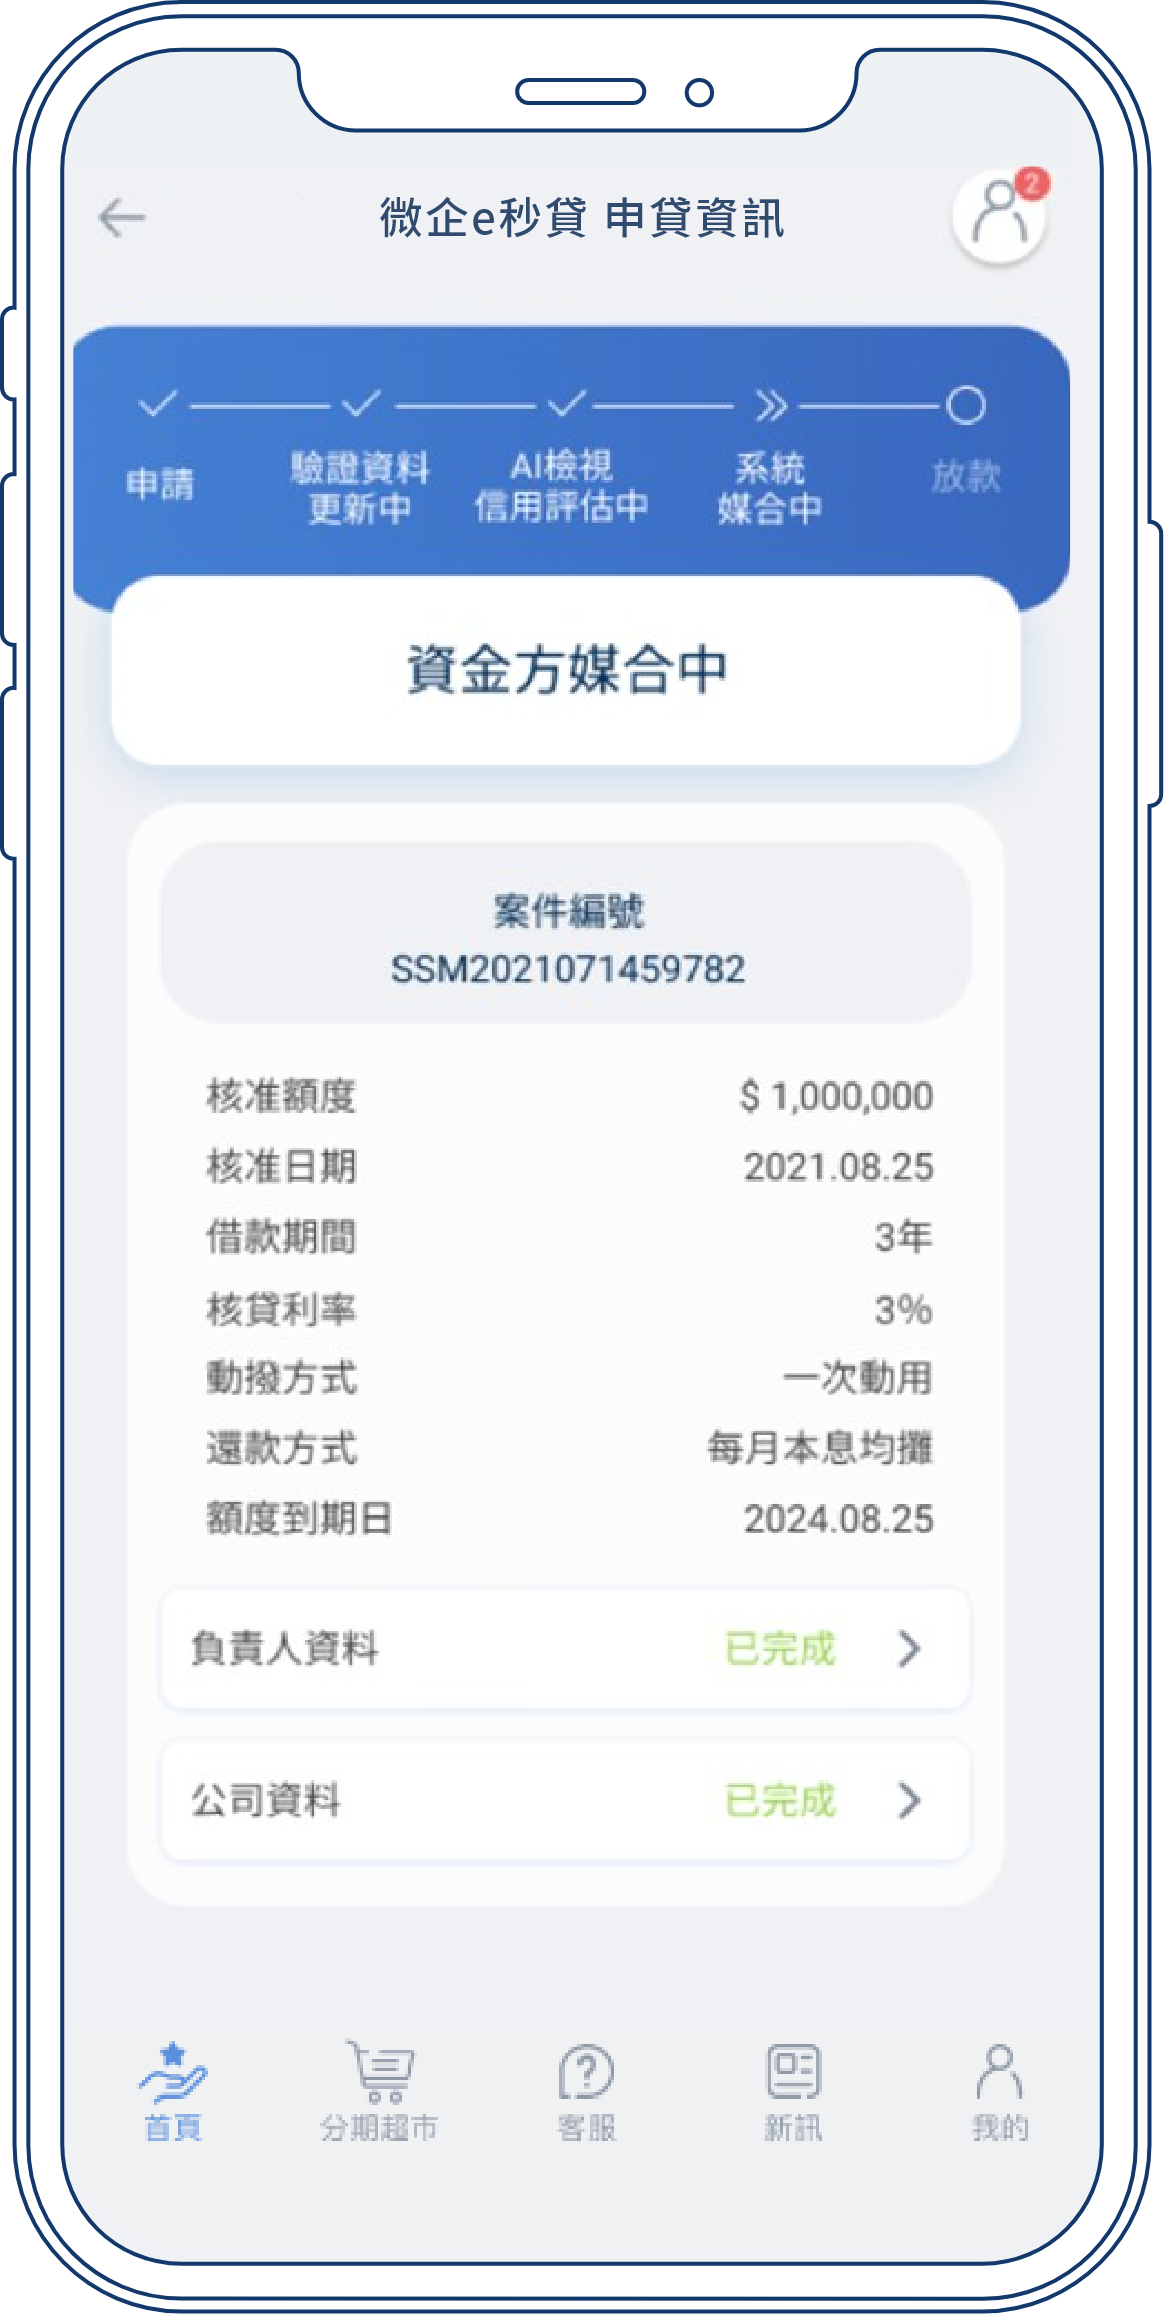 微企e秒貸 申貸資訊
2
申請
驗證資料
更新中
AI檢視
信用評估中
系統
媒合中
放款
資金方媒合中
案件編號
SSM2021071459782
核准額度 $ 1,000,000
核准日期 2021.08.25
借款期間 3年
核貸利率 3%
動撥方式 一次動用
還款方式 每月本息均攤
額度到期日 2024.08.25
負責人資料 已完成
公司資料 已完成
首頁 分期超市 客服 新訊 我的